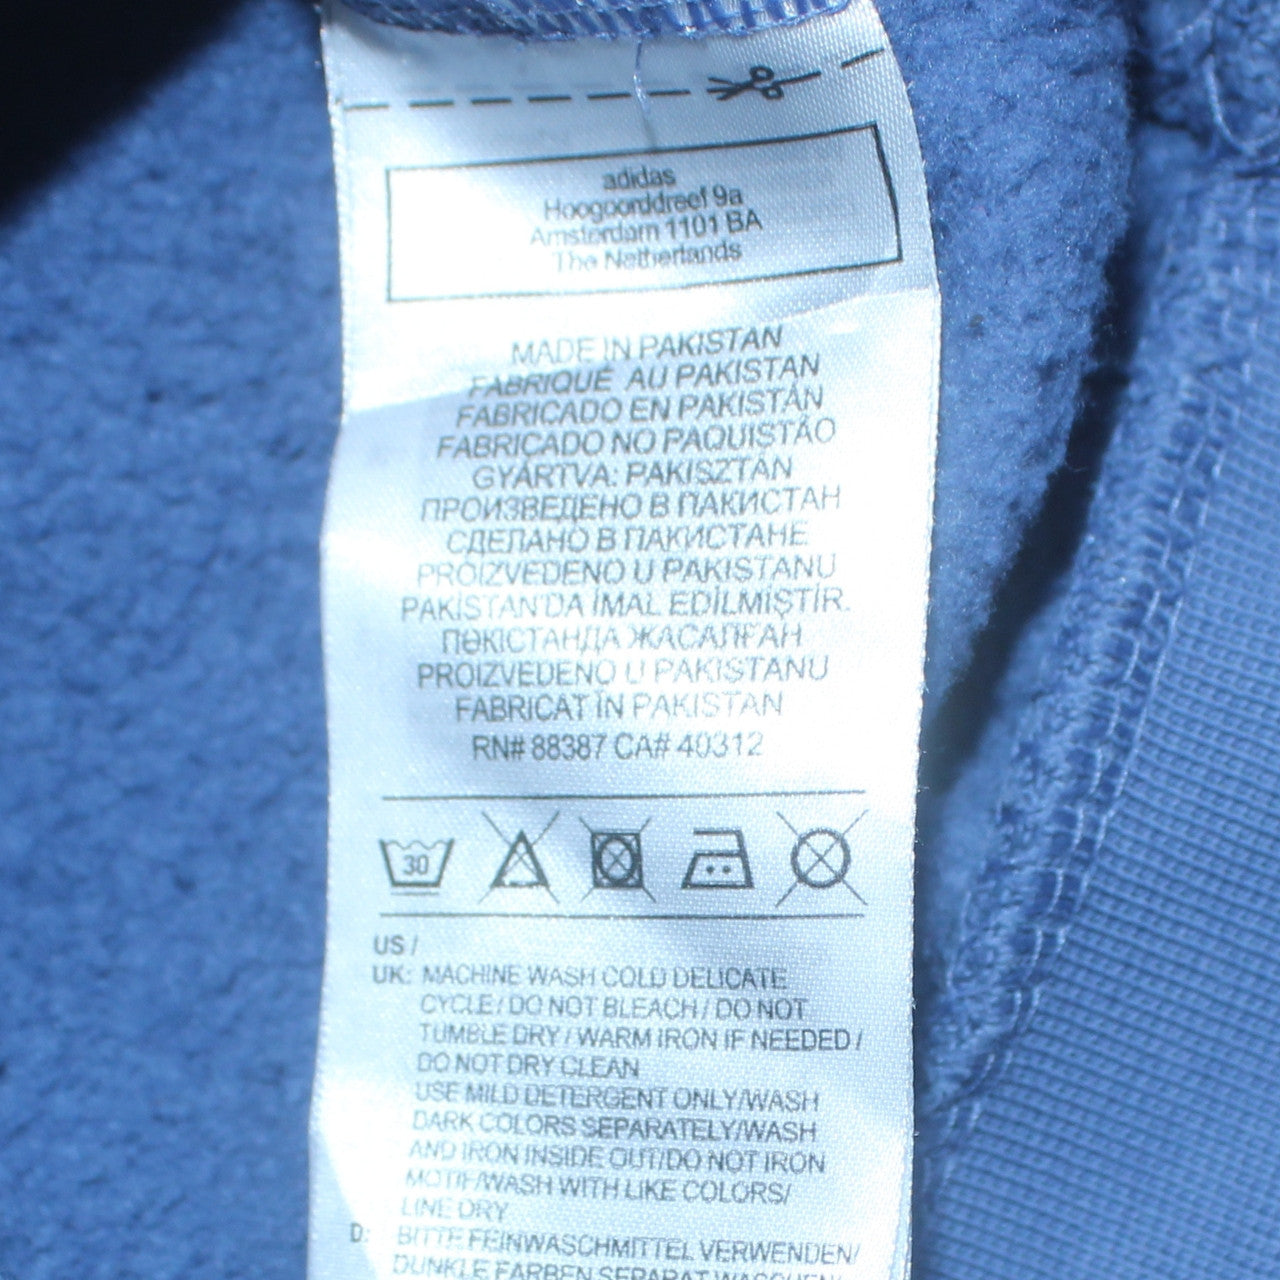 adidas
Hoogoorddreef 9a
Amsterdam 1101 BA
The Netherlands
MADE IN PAKISTAN
FABRIQUÉ AU PAKISTAN
FABRICADO EN PAKISTÁN
FABRICADO NO PAQUISTÃO
GYÁRTVA: PAKISZTÁN
ПРОИЗВЕДЕНО В ПАКИСТАН
СДЕЛАНО В ПАКИСТАНЕ
PROIZVEDENO U PAKISTANU
PAKİSTAN'DA İMAL EDİLMİŞTİR.
ПӘКІСТАНДА ЖАСАЛҒАН
PROIZVEDENO U PAKISTANU
FABRICAT ÎN PAKISTAN
RN# 88387 CA# 40312
30
US /
UK: MACHINE WASH COLD DELICATE
CYCLE / DO NOT BLEACH / DO NOT
TUMBLE DRY / WARM IRON IF NEEDED /
DO NOT DRY CLEAN
USE MILD DETERGENT ONLY/WASH
DARK COLORS SEPARATELY/WASH
AND IRON INSIDE OUT/DO NOT IRON
MOTIF/WASH WITH LIKE COLORS/
LINE DRY
D: BITTE FEINWASCHMITTEL VERWENDEN/
DUNKLE FARBEN SEPARAT WASCHEN/